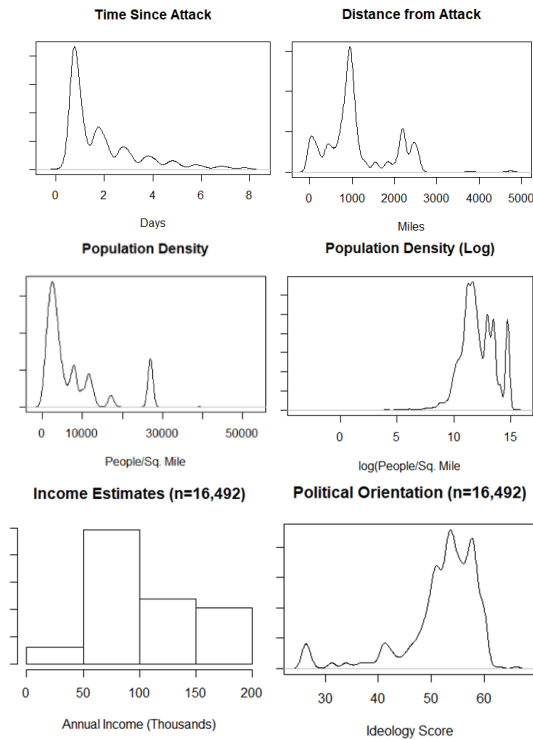 Time Since Attack
0 2 4 6 8
Days
Distance from Attack
0 1000 2000 3000 4000 5000
Miles
Population Density
0 10000 30000 50000
People/Sq. Mile
Population Density (Log)
0 5 10 15
log(People/Sq. Mile
Income Estimates (n=16,492)
0 50 100 150 200
Annual Income (Thousands)
Political Orientation (n=16,492)
30 40 50 60
Ideology Score